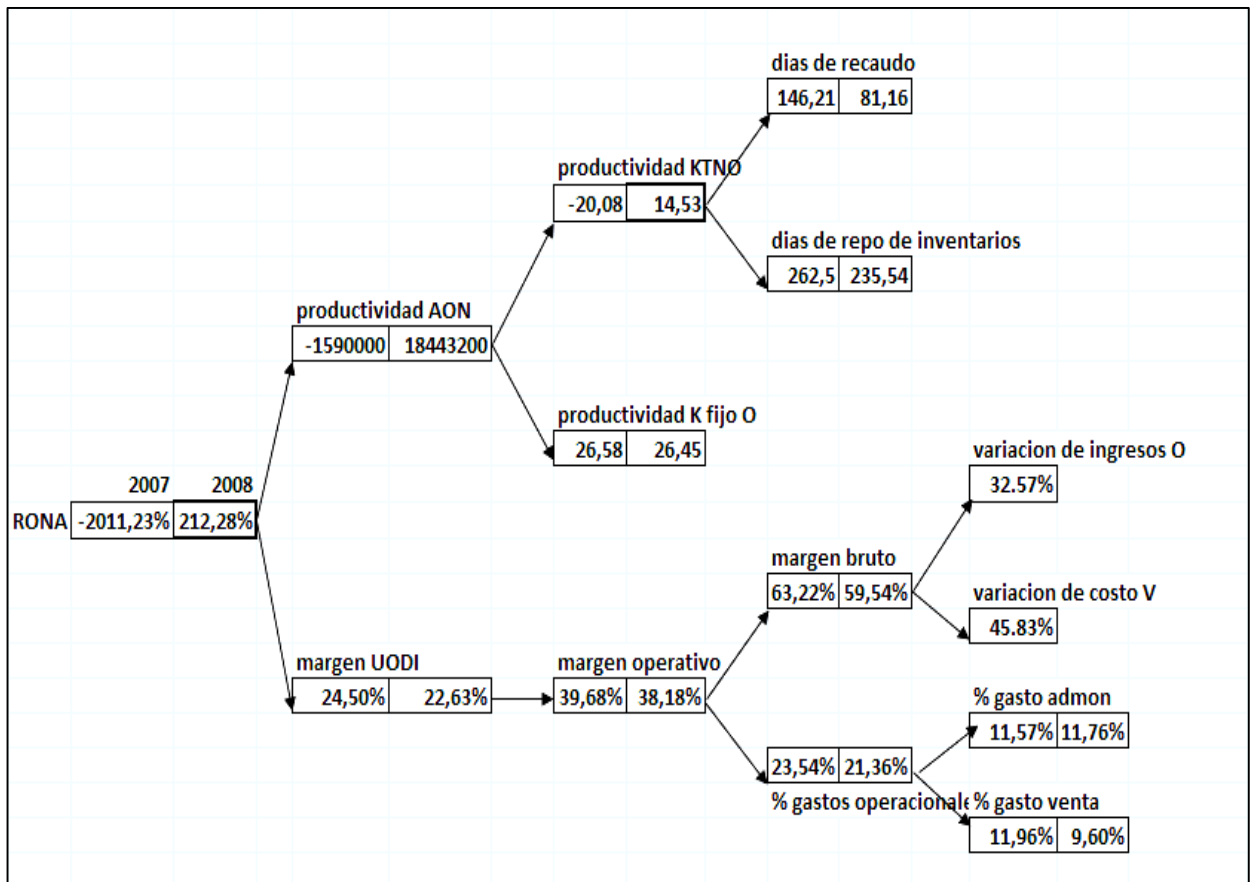 dias de recaudo
146,21 81,16
productividad KTNO
-20,08 14,53
dias de repo de inventarios
262,5 235,54
productividad AON
-1590000 18443200
productividad K fijo O
26,58 26,45
variacion de ingresos O
32.57%
2007 2008
RONA -2011,23% 212,28%
margen bruto
63,22% 59,54%
variacion de costo V
45.83%
margen UODI
24,50% 22,63%
margen operativo
39,68% 38,18%
% gasto admon
11,57% 11,76%
23,54% 21,36%
% gastos operacionale
% gasto venta
11,96% 9,60%